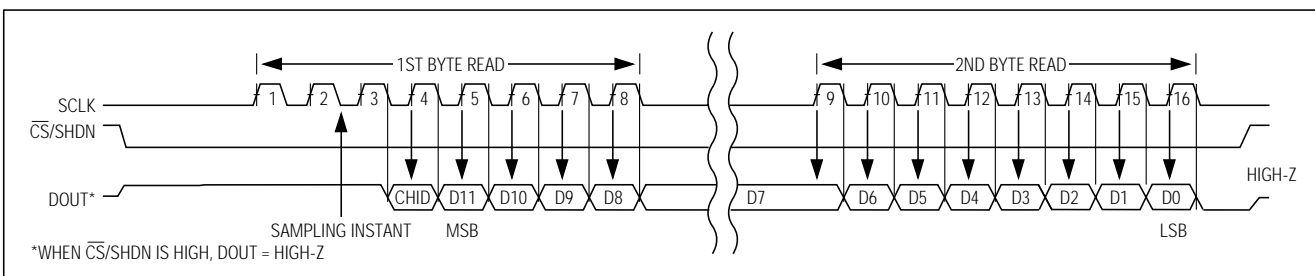 1ST BYTE READ 2ND BYTE READ
SCLK 1 2 3 4 5 6 7 8 9 10 11 12 13 14 15 16
CS/SHDN
HIGH-Z
DOUT* CHID D11 D10 D9 D8 D7 D6 D5 D4 D3 D2 D1 D0
SAMPLING INSTANT MSB LSB
*WHEN CS/SHDN IS HIGH, DOUT = HIGH-Z